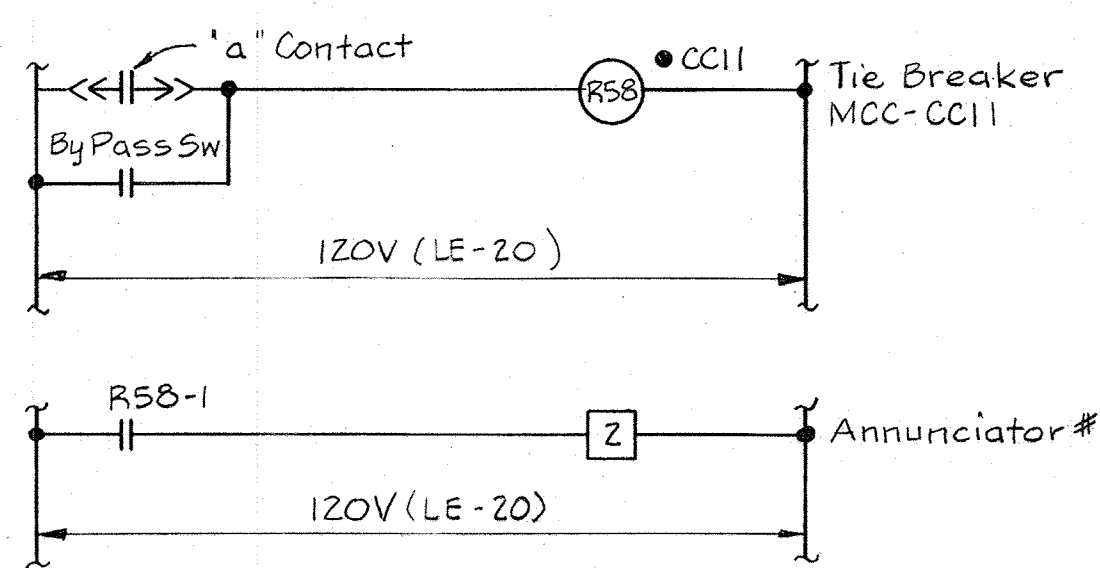 "a" Contact
R58
CC11
Tie Breaker
MCC-CC11
By Pass Sw
120V (LE-20)
R58-1
2
Annunciator #
120V (LE-20)